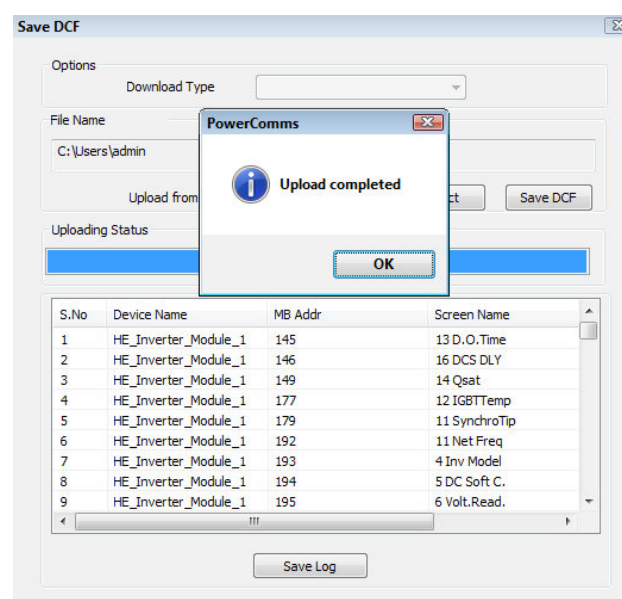 Save DCF
Options
Download Type
File Name
PowerComms
C:\Users\admin
Upload completed
Upload from
ct
Save DCF
Uploading Status
OK
S.No Device Name MB Addr Screen Name
1 HE_Inverter_Module_1 145 13 D.O.Time
2 HE_Inverter_Module_1 146 16 DCS DLY
3 HE_Inverter_Module_1 149 14 Qsat
4 HE_Inverter_Module_1 177 12 IGBTTemp
5 HE_Inverter_Module_1 179 11 SynchroTip
6 HE_Inverter_Module_1 192 11 Net Freq
7 HE_Inverter_Module_1 193 4 Inv Model
8 HE_Inverter_Module_1 194 5 DC Soft C.
9 HE_Inverter_Module_1 195 6 Volt.Read.
Save Log